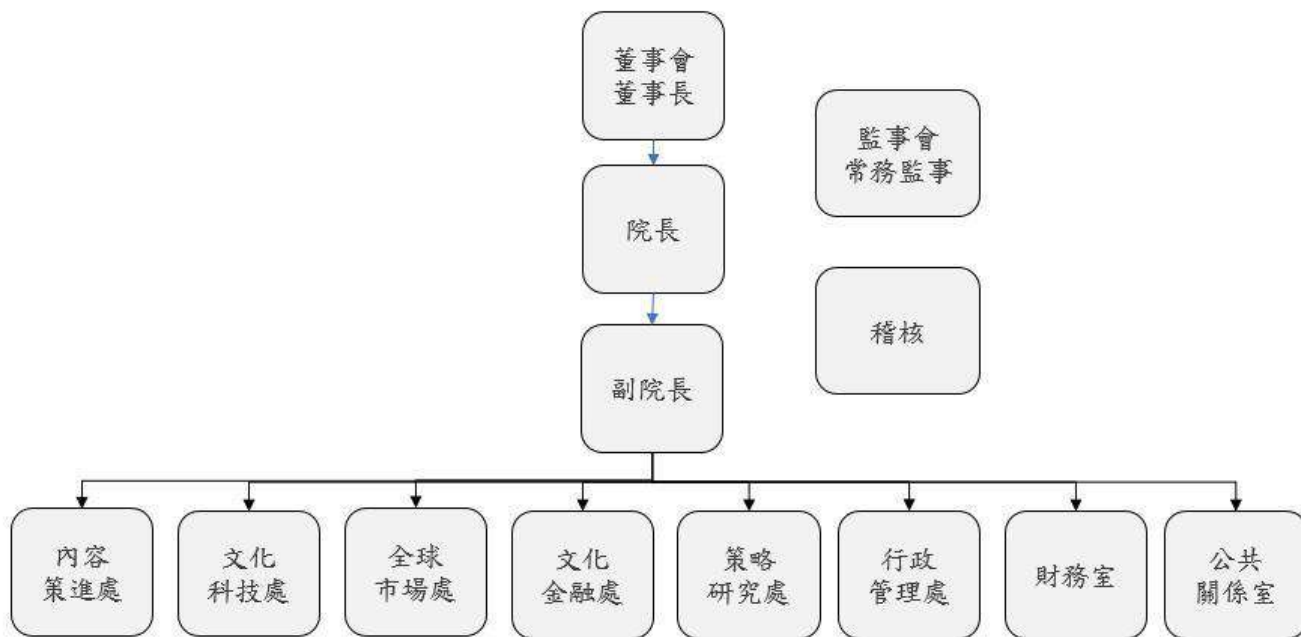 董事會
董事長
監事會
常務監事
院長
稽核
副院長
內容
策進處
文化
科技處
全球
市場處
文化
金融處
策略
研究處
行政
管理處
財務室
公共
關係室